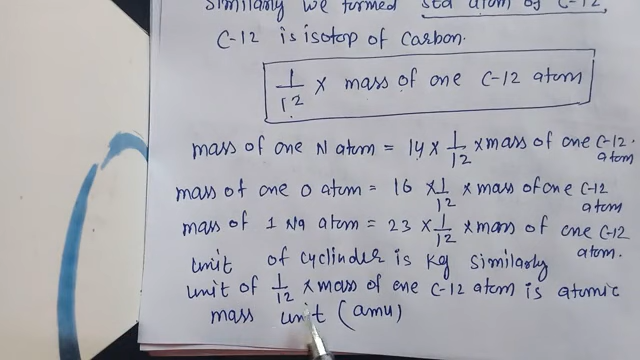 Similarly we formed std atom of C-12
C-12 is isotop of Carbon.
1/12 × mass of one C-12 atom
mass of one N atom = 14 × 1/12 × mass of one C-12 atom
mass of one O atom = 16 × 1/12 × mass of one C-12 atom
mass of 1 Na atom = 23 × 1/12 × mass of one C-12 atom.
unit of cylinder is Kg similarly
unit of 1/12 × mass of one C-12 atom is atomic
mass unit (amu)